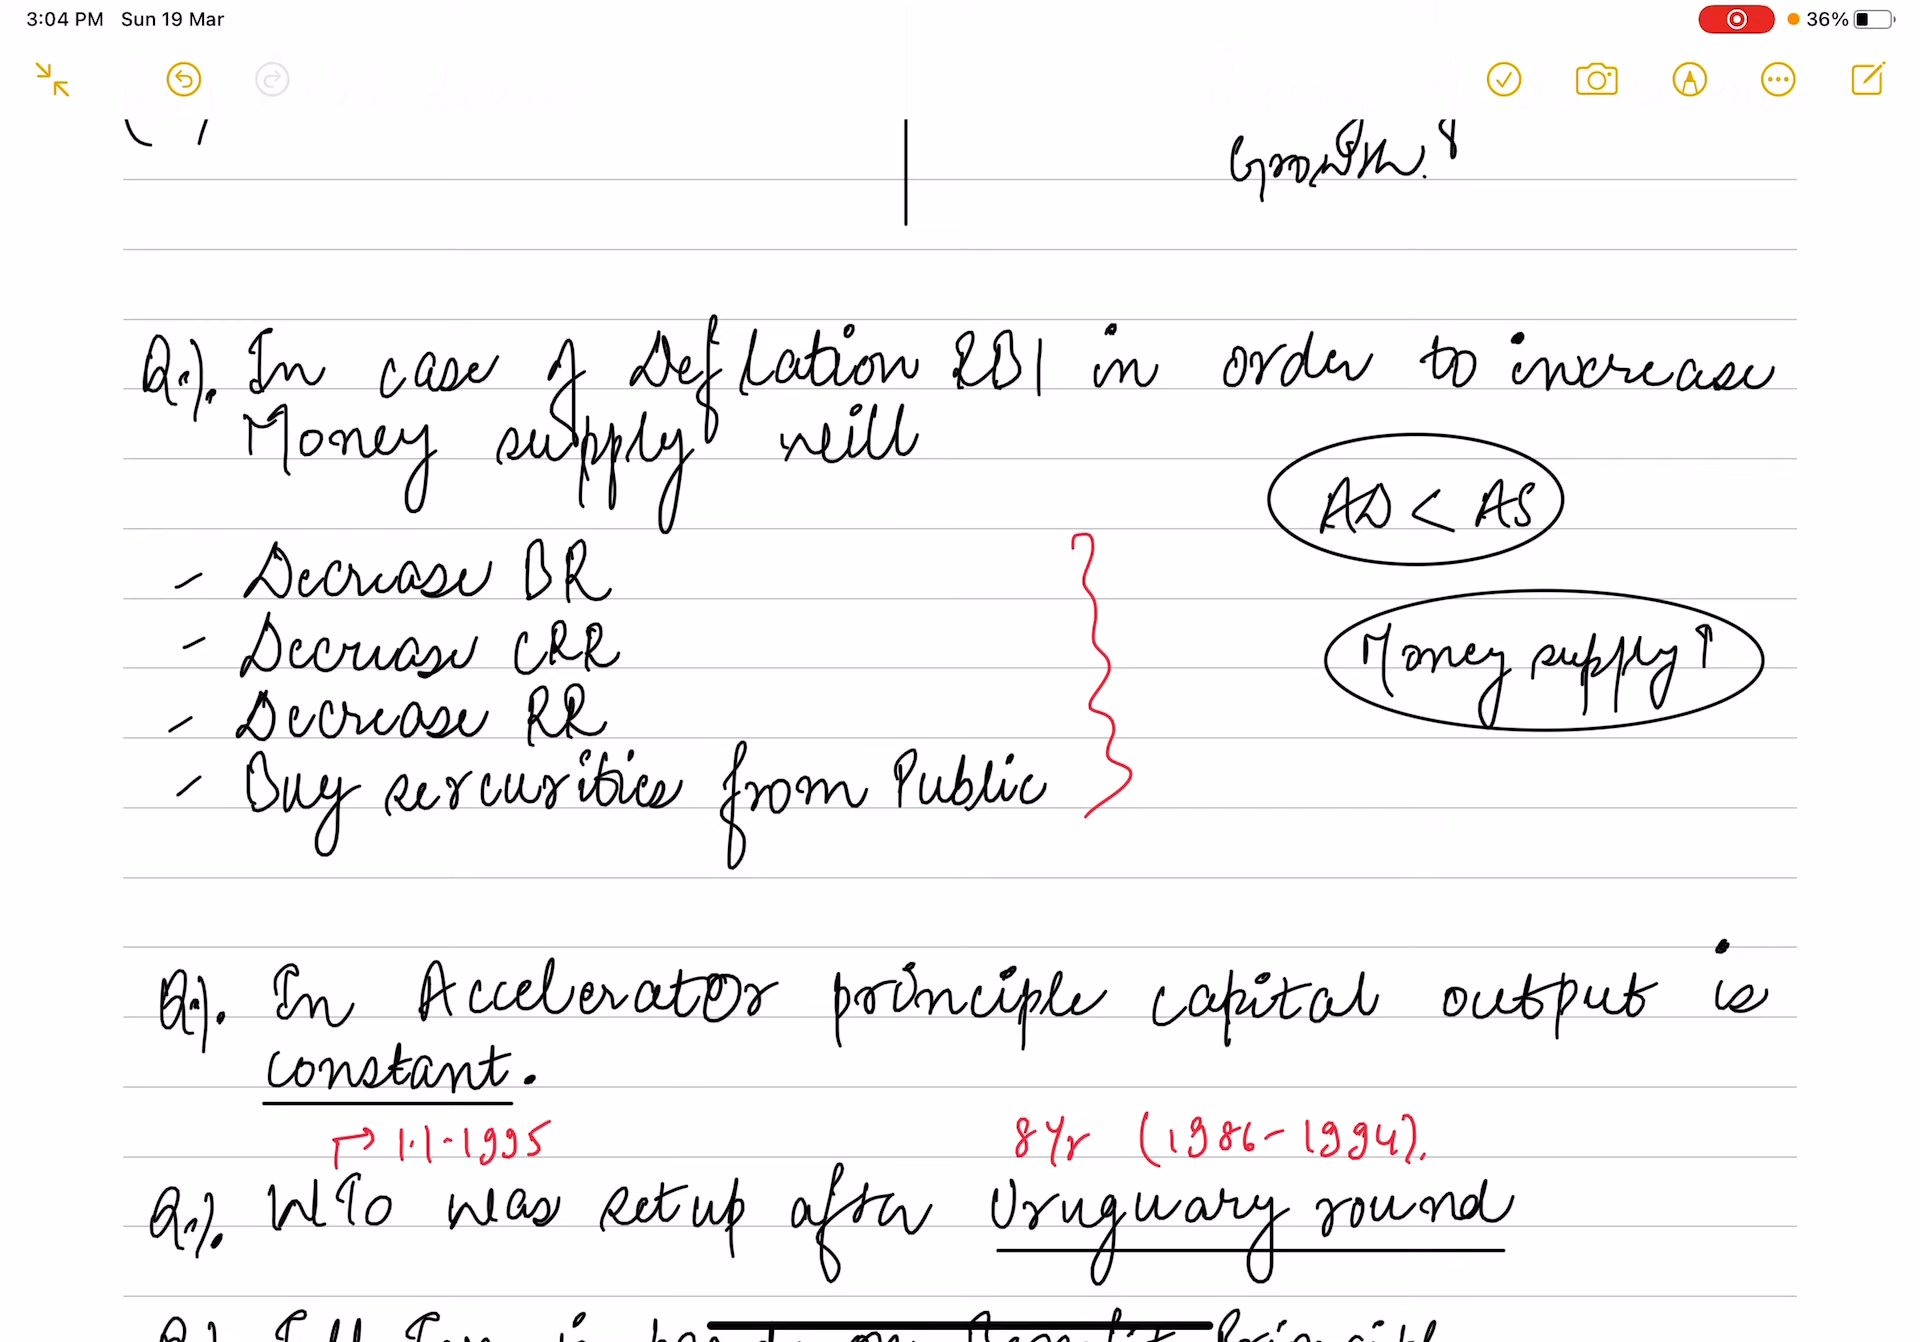 3:04 PM Sun 19 Mar
36%
Growth.
Q.). In case of Deflation RBI in order to increase
Money supply will
AD < AS
- Decrease BR
- Decrease CRR
Money supply ↑
- Decrease RR
- Buy sercurities from Public
Q.). In Accelerator principle capital output is
constant.
→ 1.1-1995
8 Yr (1986-1994).
Q.). WTO was setup after Uruguary round